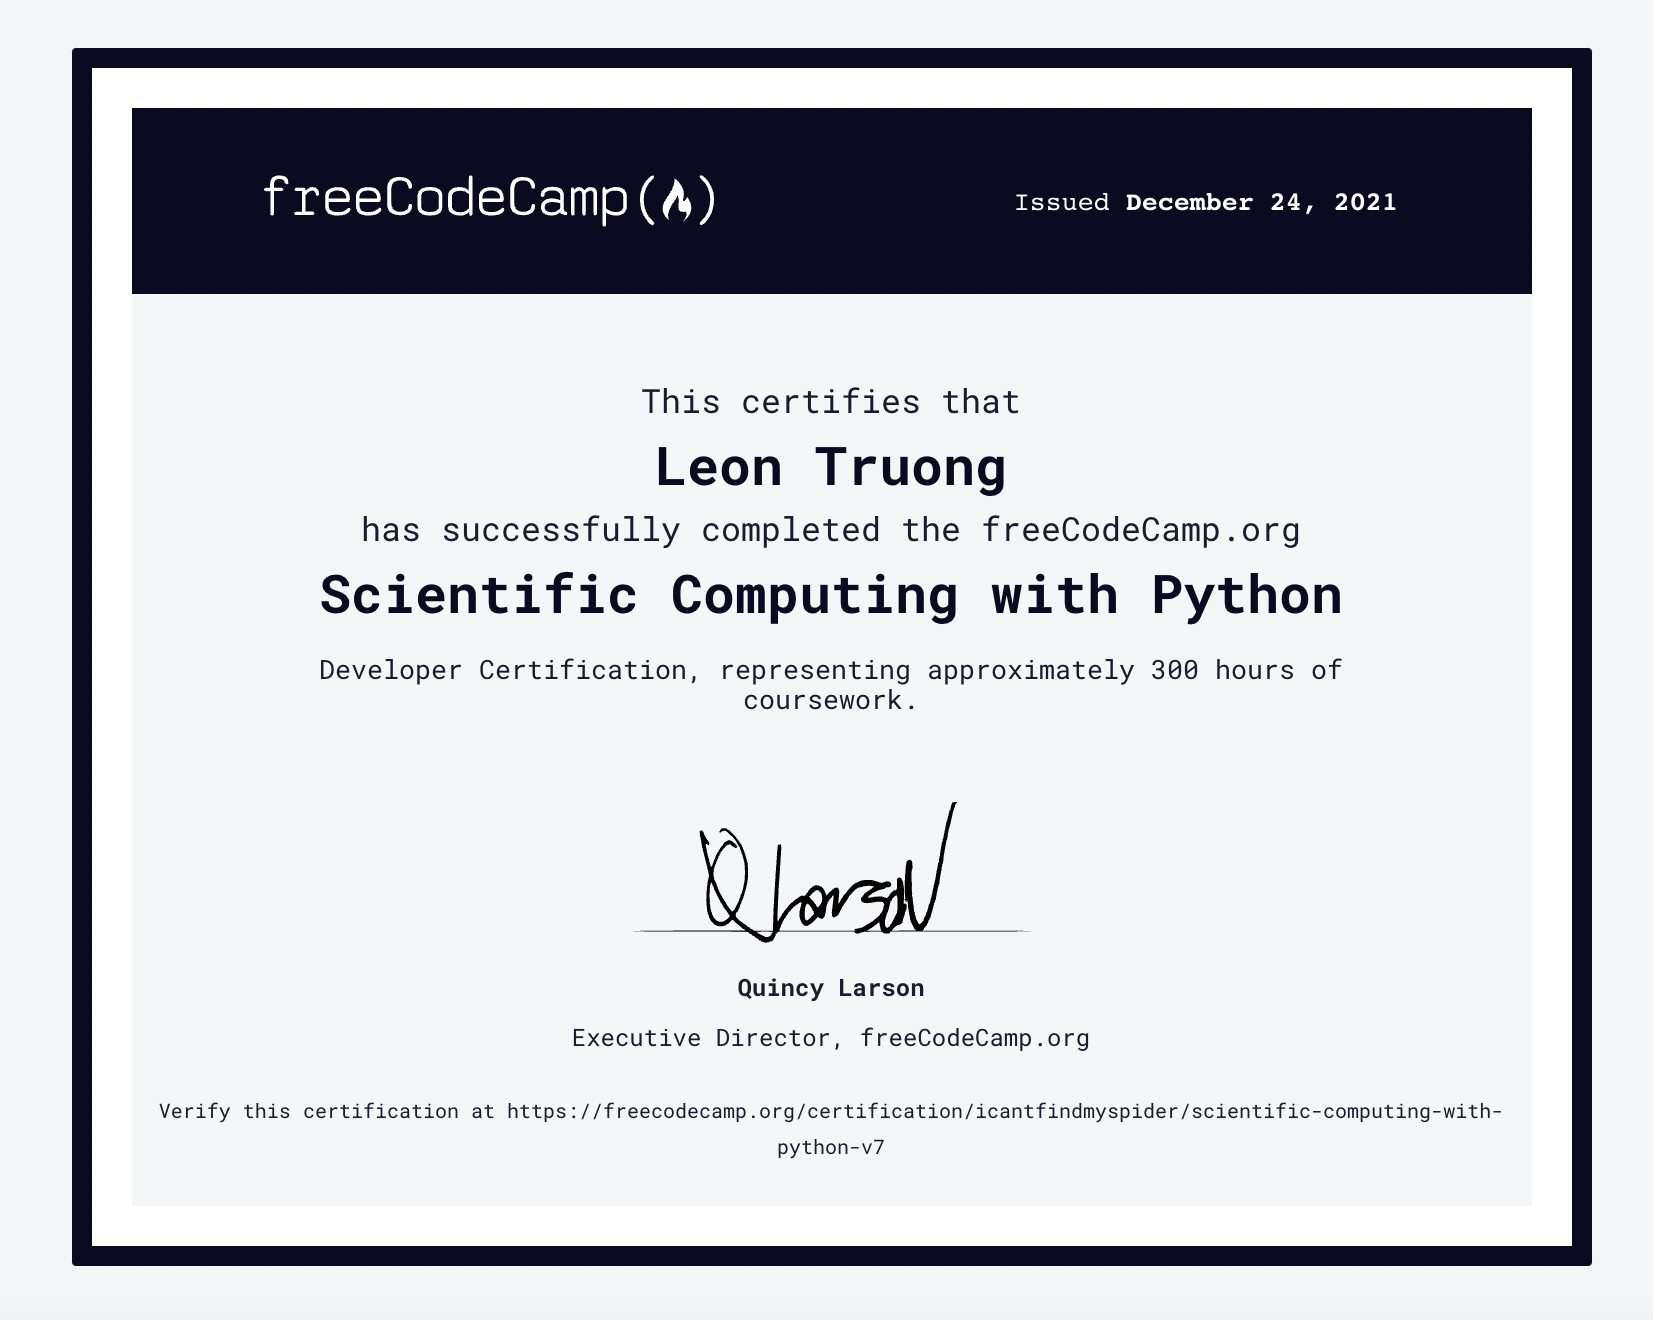 freeCodeCamp(🔥)
Issued December 24, 2021
This certifies that
Leon Truong
has successfully completed the freeCodeCamp.org
Scientific Computing with Python
Developer Certification, representing approximately 300 hours of
coursework.
Q Larson
Quincy Larson
Executive Director, freeCodeCamp.org
Verify this certification at https://freecodecamp.org/certification/icantfindmyspider/scientific-computing-with-
python-v7